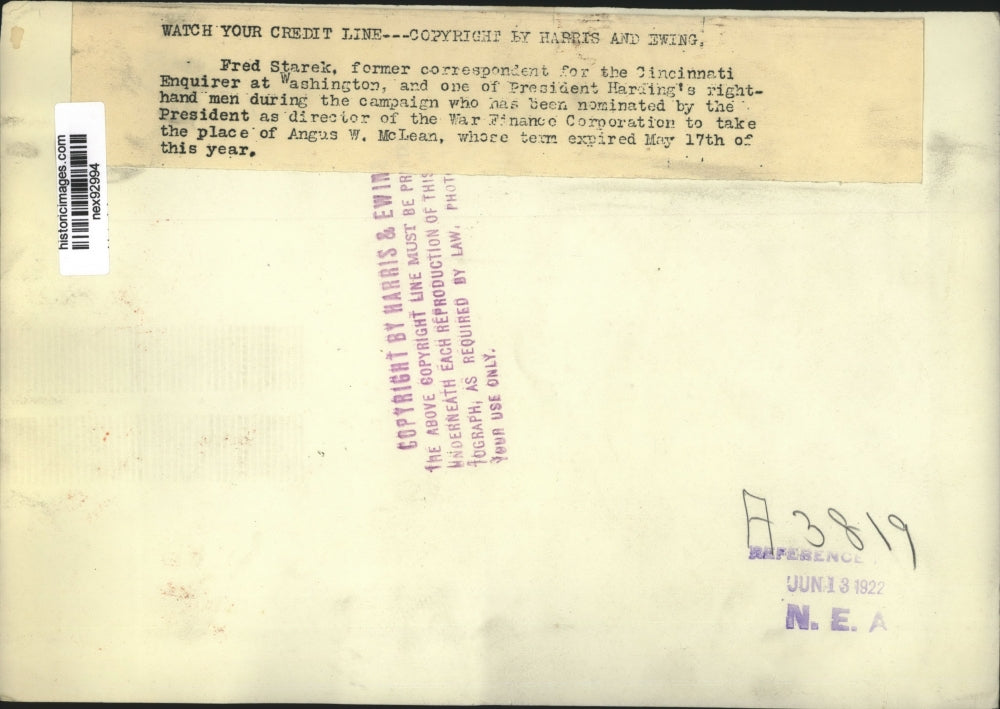 WATCH YOUR CREDIT LINE---COPYRIGHT BY HARRIS AND EWING.
Fred Starek, former correspondent for the Cincinnati
Enquirer at Washington, and one of President Harding's right-
hand men during the campaign who has been nominated by the
President as director of the War Finance Corporation to take
the place of Angus W. McLean, whose term expired May 17th of
this year.
historicimages.com
nex92994
COPYRIGHT BY HARRIS & EWIN
THE ABOVE COPYRIGHT LINE MUST BE PR
UNDERNEATH EACH REPRODUCTION OF THIS
TOGRAPH, AS REQUIRED BY LAW. PHOT
YOUR USE ONLY.
A 3819
REFERENCE
JUN 13 1922
N. E. A